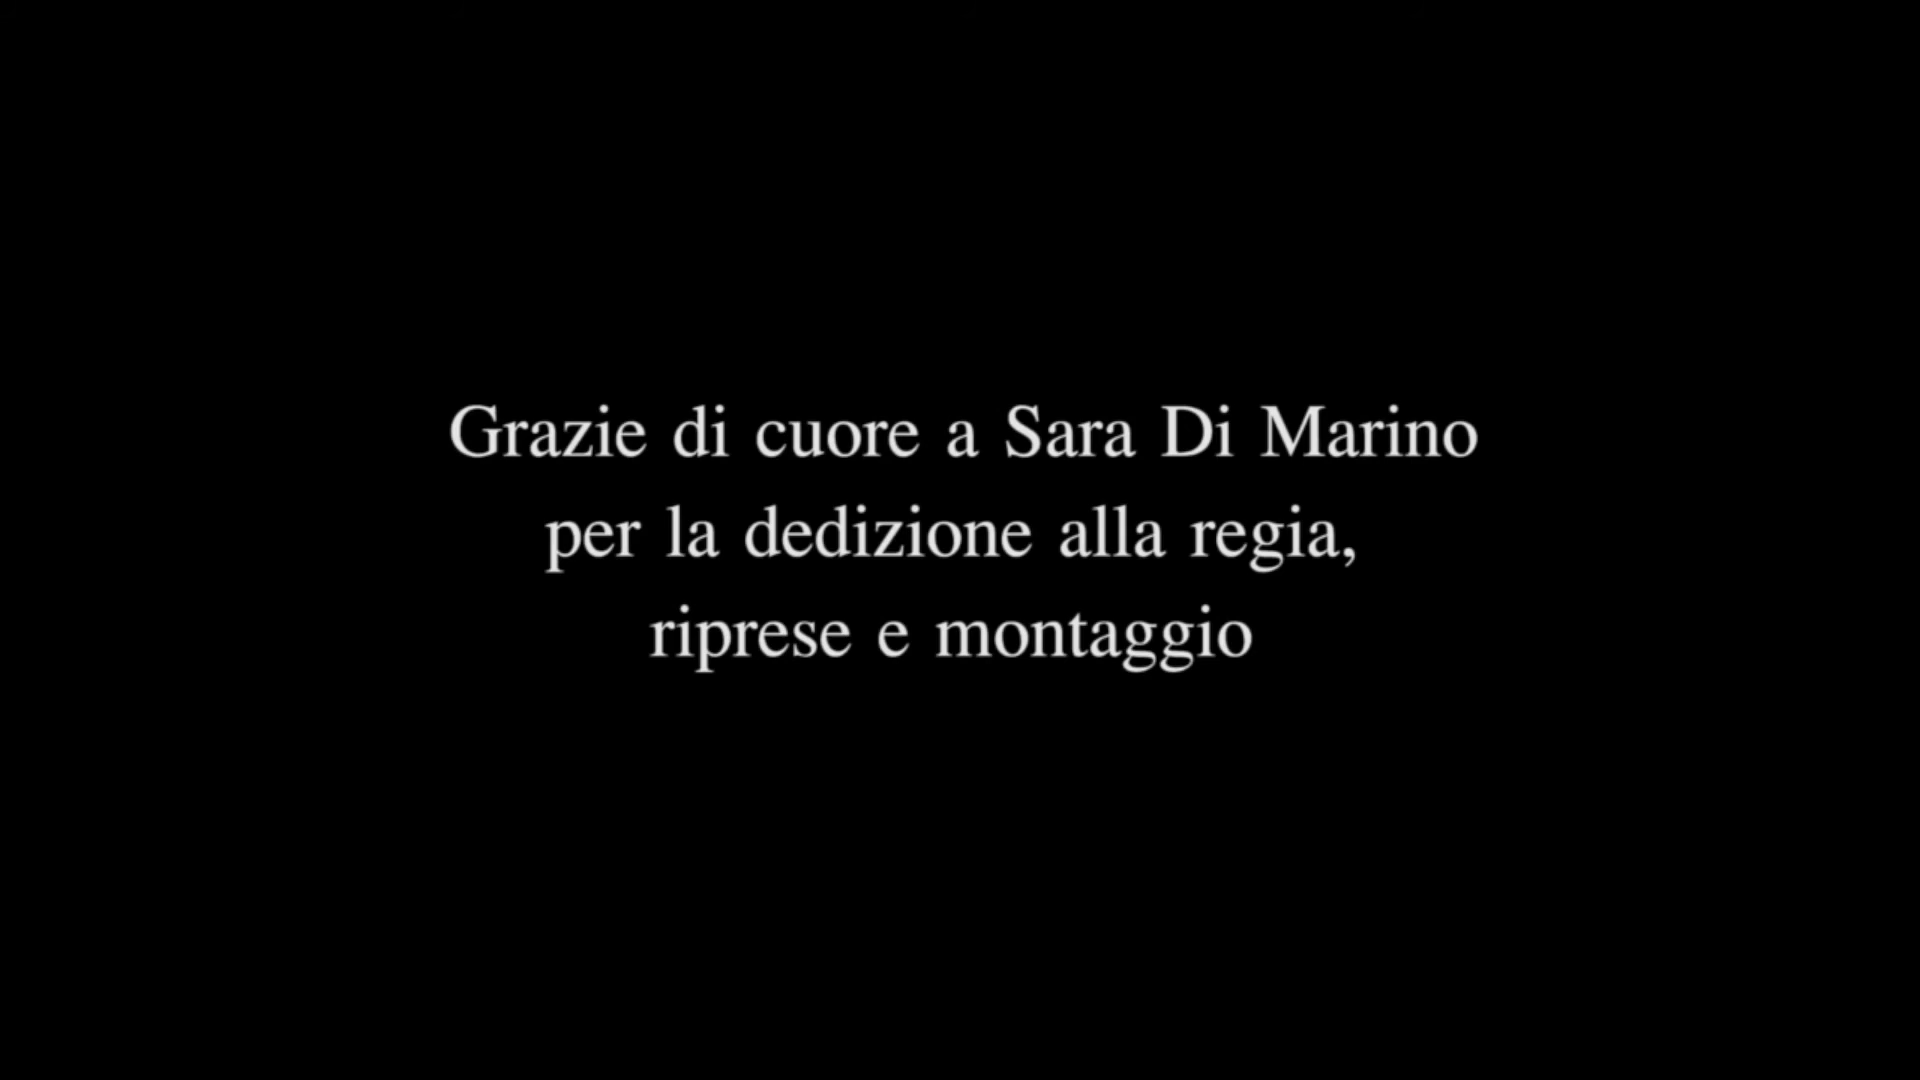 Grazie di cuore a Sara Di Marino
per la dedizione alla regia,
riprese e montaggio